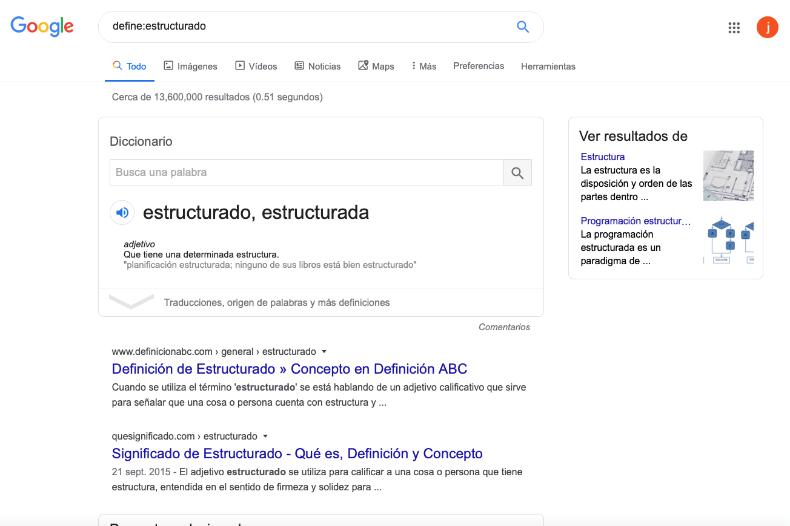 Google
define:estructurado
j
Todo
Imágenes
Vídeos
Noticias
Maps
Más
Preferencias
Herramientas
Cerca de 13,600,000 resultados (0.51 segundos)
Diccionario
Busca una palabra
estructurado, estructurada
adjetivo
Que tiene una determinada estructura.
"planificación estructurada; ninguno de sus libros está bien estructurado"
Traducciones, origen de palabras y más definiciones
Comentarios
www.definicionabc.com › general › estructurado
Definición de Estructurado » Concepto en Definición ABC
Cuando se utiliza el término 'estructurado' se está hablando de un adjetivo calificativo que sirve
para señalar que una cosa o persona cuenta con estructura y ...
quesignificado.com › estructurado
Significado de Estructurado - Qué es, Definición y Concepto
21 sept. 2015 - El adjetivo estructurado se utiliza para calificar a una cosa o persona que tiene
estructura, entendida en el sentido de firmeza y solidez para ...
Ver resultados de
Estructura
La estructura es la
disposición y orden de las
partes dentro ...
Programación estructur...
La programación
estructurada es un
paradigma de ...